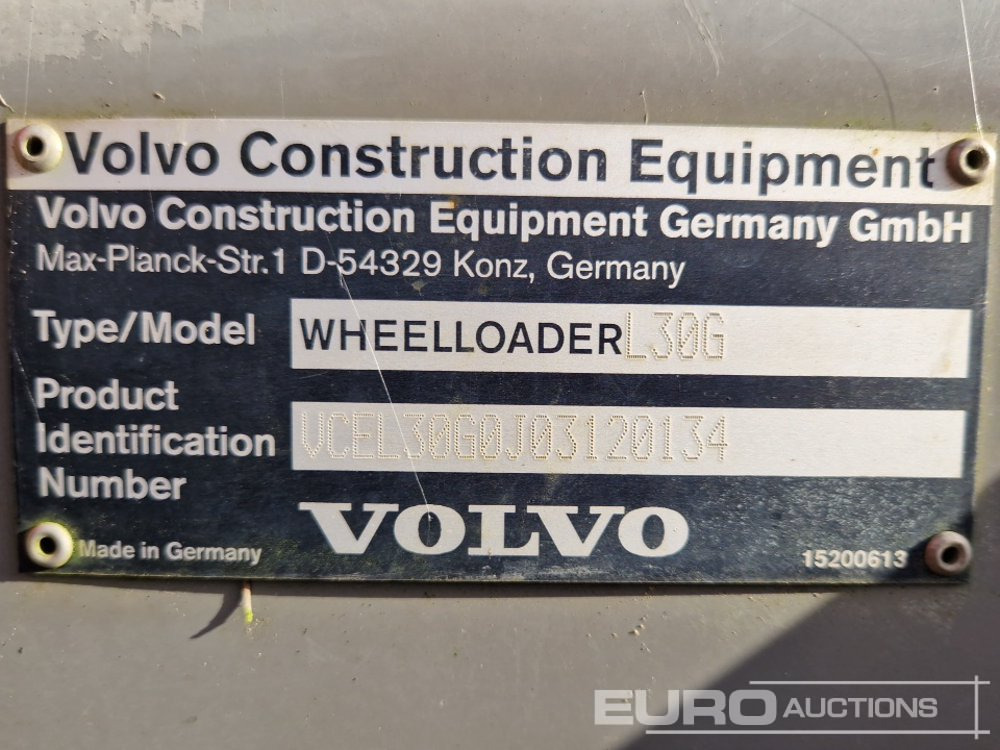 Volvo Construction Equipment
Volvo Construction Equipment Germany GmbH
Max-Planck-Str.1 D-54329 Konz, Germany
Type/Model WHEELLOADER L30G
Product
Identification VCEL30G0J03120134
Number
VOLVO
Made in Germany 15200613
EURO AUCTIONS